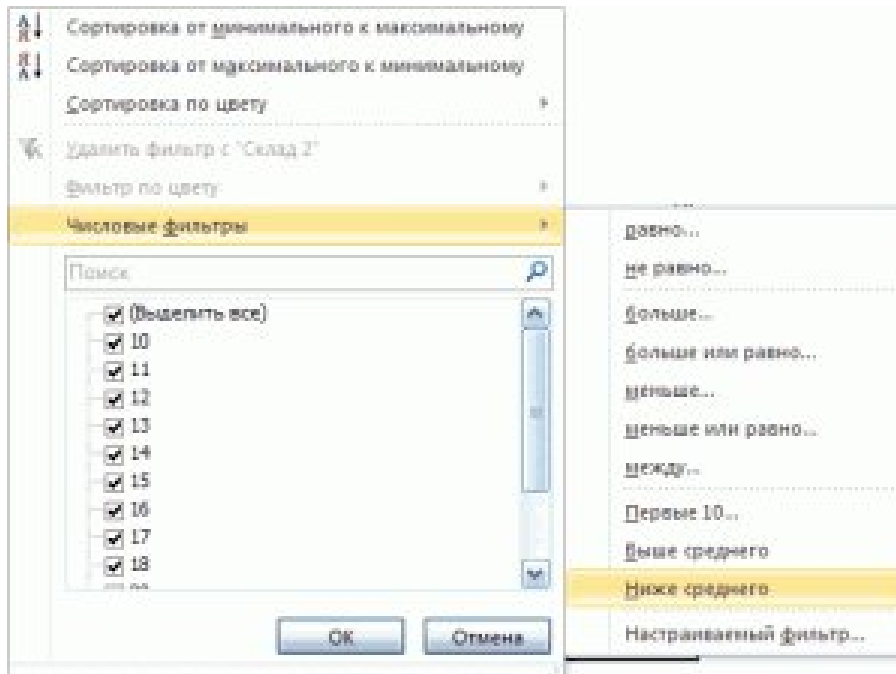 Сортировка от минимального к максимальному
Сортировка от максимального к минимальному
Сортировка по цвету
Удалить фильтр с "Склад 2"
Фильтр по цвету
Числовые фильтры
Поиск
(Выделить все)
10
11
12
13
14
15
16
17
18
ОК
Отмена
равно...
не равно...
больше...
больше или равно...
меньше...
меньше или равно...
между...
Первые 10...
Выше среднего
Ниже среднего
Настраиваемый фильтр...